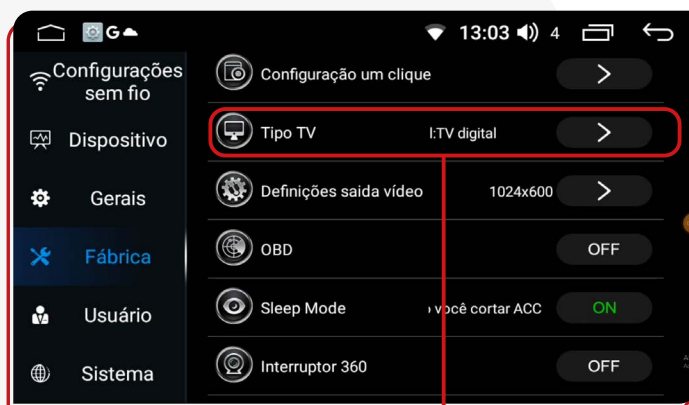 G
13:03
4
Configurações
sem fio
Dispositivo
Gerais
Fábrica
Usuário
Sistema
Configuração um clique
Tipo TV l:TV digital
Definições saida vídeo 1024x600
OBD OFF
Sleep Mode você cortar ACC ON
Interruptor 360 OFF